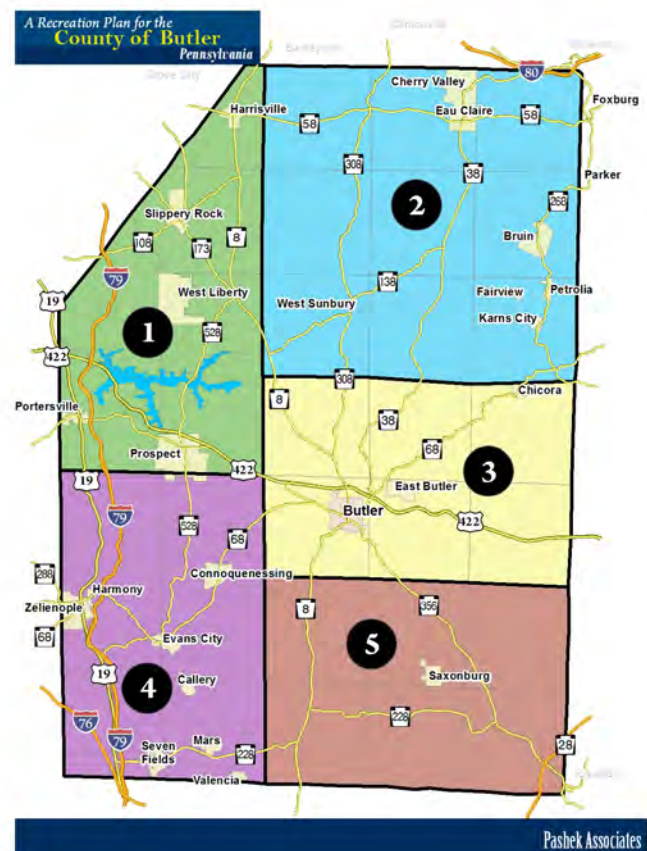 A Recreation Plan for the
County of Butler
Pennsylvania
Grove City
80
Cherry Valley
Foxburg
Harrisville
Eau Claire
58
58
308
38
Parker
2
268
Slippery Rock
8
108
173
Bruin
79
138
19
West Liberty
Fairview
Petrolia
West Sunbury
Karns City
1
528
422
308
Chicora
8
Portersville
38
68
Prospect
422
3
19
East Butler
Butler
79
528
422
68
288
Connoquenessing
Harmony
Zelienople
8
356
68
Evans City
5
19
4
Callery
Saxonburg
76
228
79
Mars
228
28
Seven
Fields
Valencia
Pashek Associates